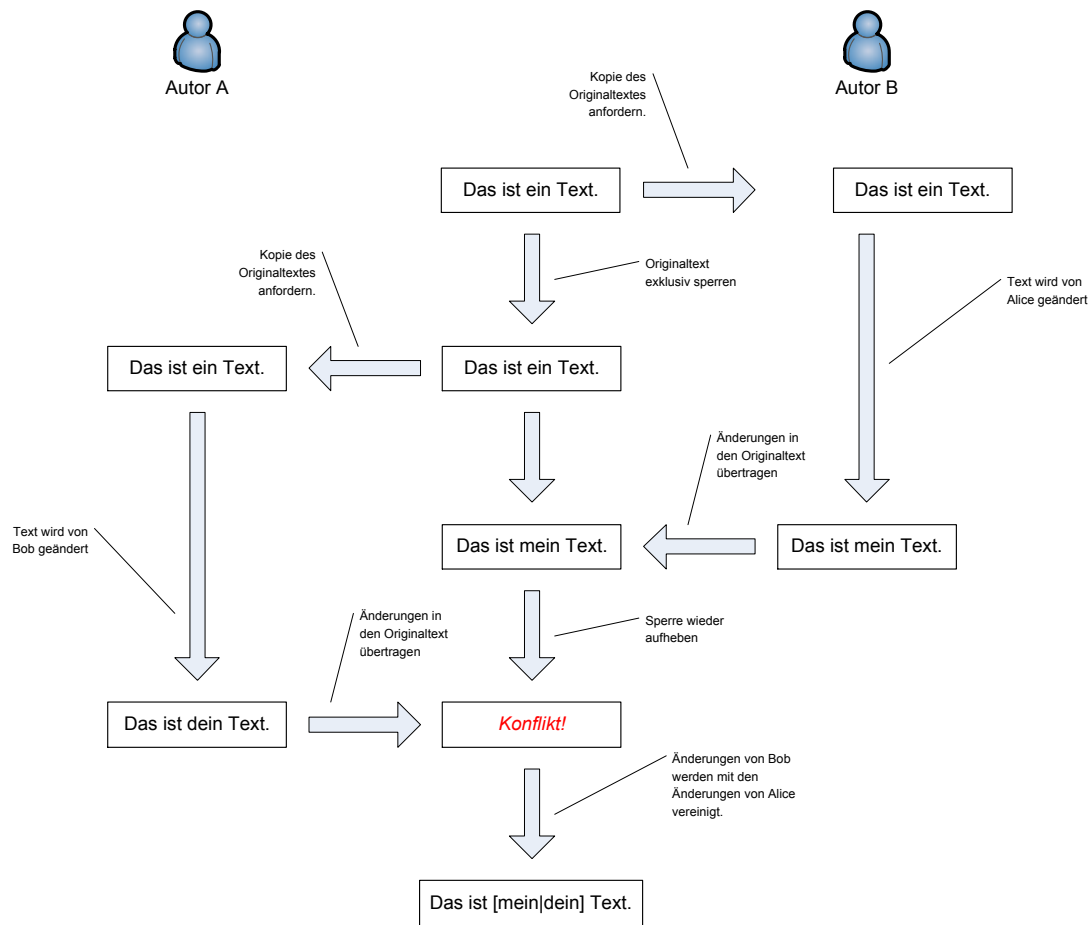 Autor A
Autor B
Kopie des
Originaltextes
anfordern.
Das ist ein Text.
Das ist ein Text.
Kopie des
Originaltextes
anfordern.
Originaltext
exklusiv sperren
Text wird von
Alice geändert
Das ist ein Text.
Das ist ein Text.
Änderungen in
den Originaltext
übertragen
Text wird von
Bob geändert
Das ist mein Text.
Das ist mein Text.
Änderungen in
den Originaltext
übertragen
Sperre wieder
aufheben
Das ist dein Text.
Konflikt!
Änderungen von Bob
werden mit den
Änderungen von Alice
vereinigt.
Das ist [mein|dein] Text.